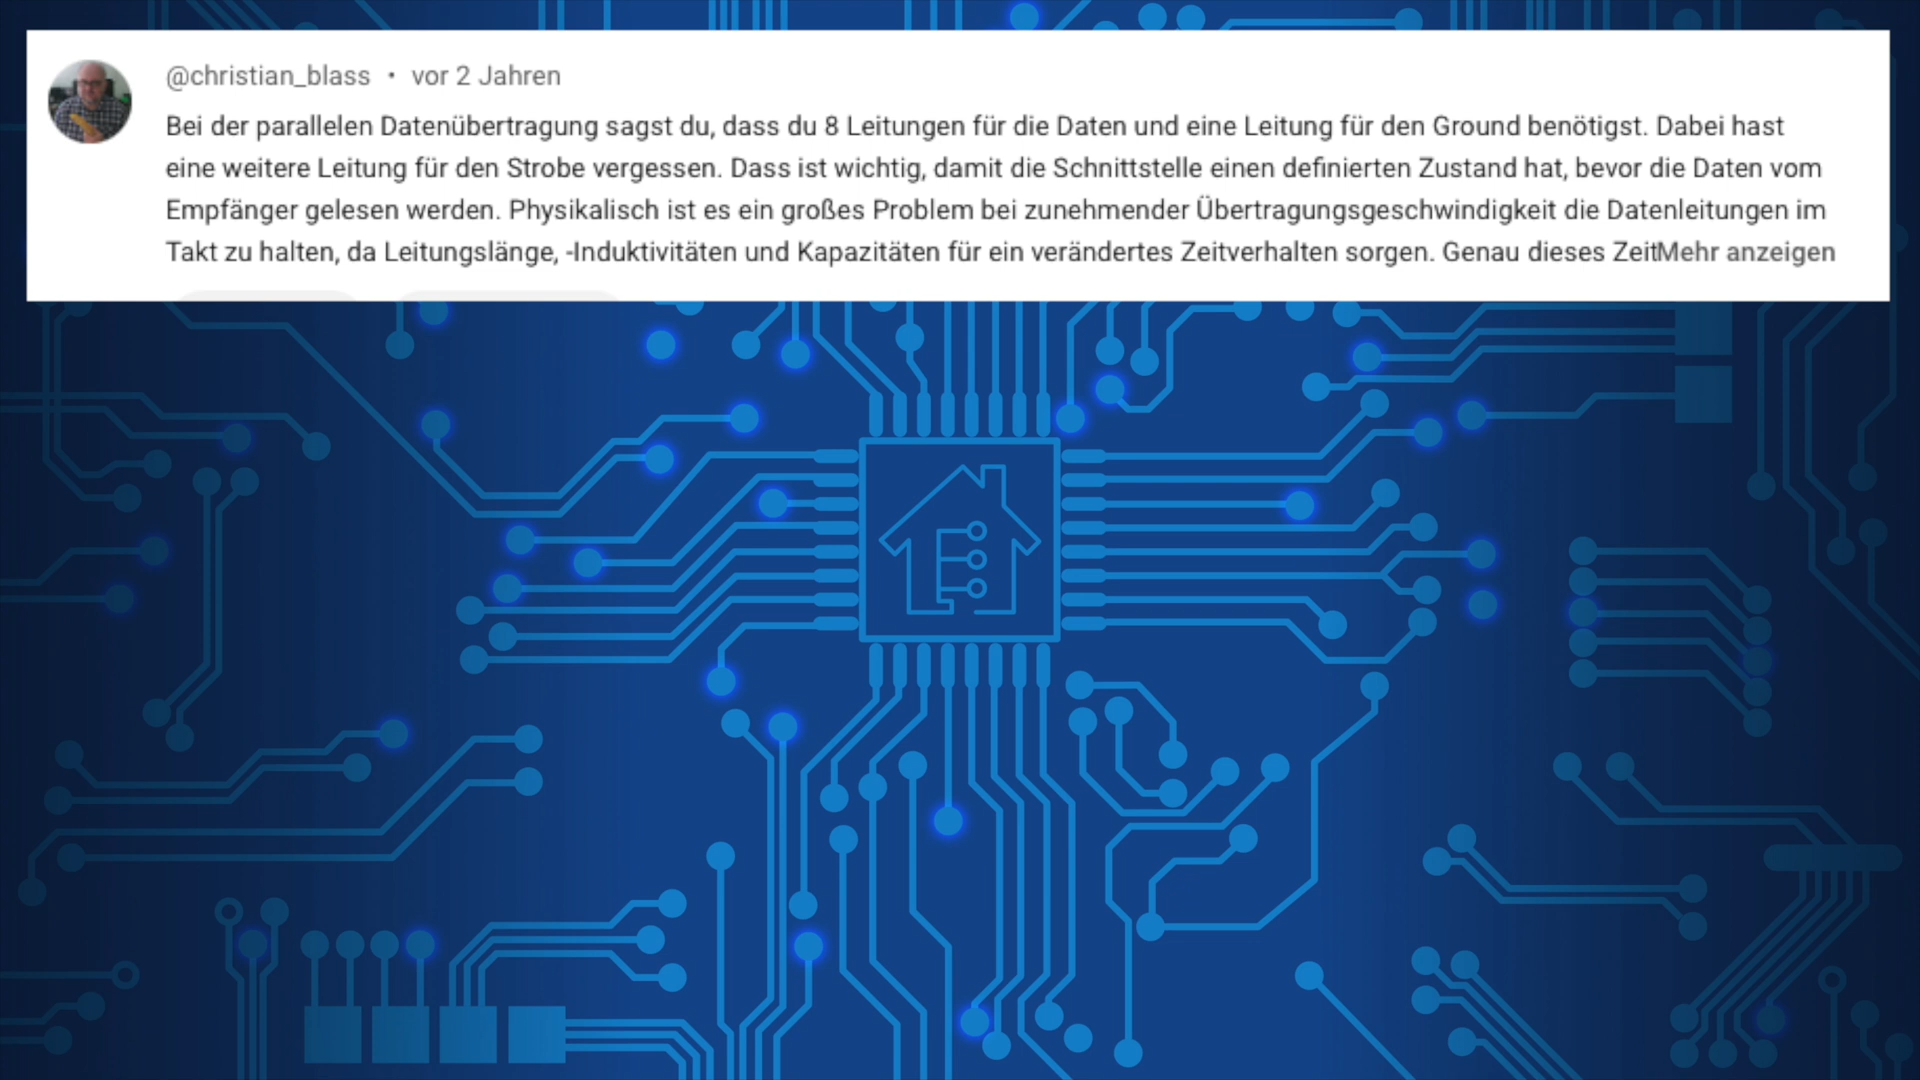 @christian_blass • vor 2 Jahren
Bei der parallelen Datenübertragung sagst du, dass du 8 Leitungen für die Daten und eine Leitung für den Ground benötigst. Dabei hast
eine weitere Leitung für den Strobe vergessen. Dass ist wichtig, damit die Schnittstelle einen definierten Zustand hat, bevor die Daten vom
Empfänger gelesen werden. Physikalisch ist es ein großes Problem bei zunehmender Übertragungsgeschwindigkeit die Datenleitungen im
Takt zu halten, da Leitungslänge, -Induktivitäten und Kapazitäten für ein verändertes Zeitverhalten sorgen. Genau dieses ZeitMehr anzeigen